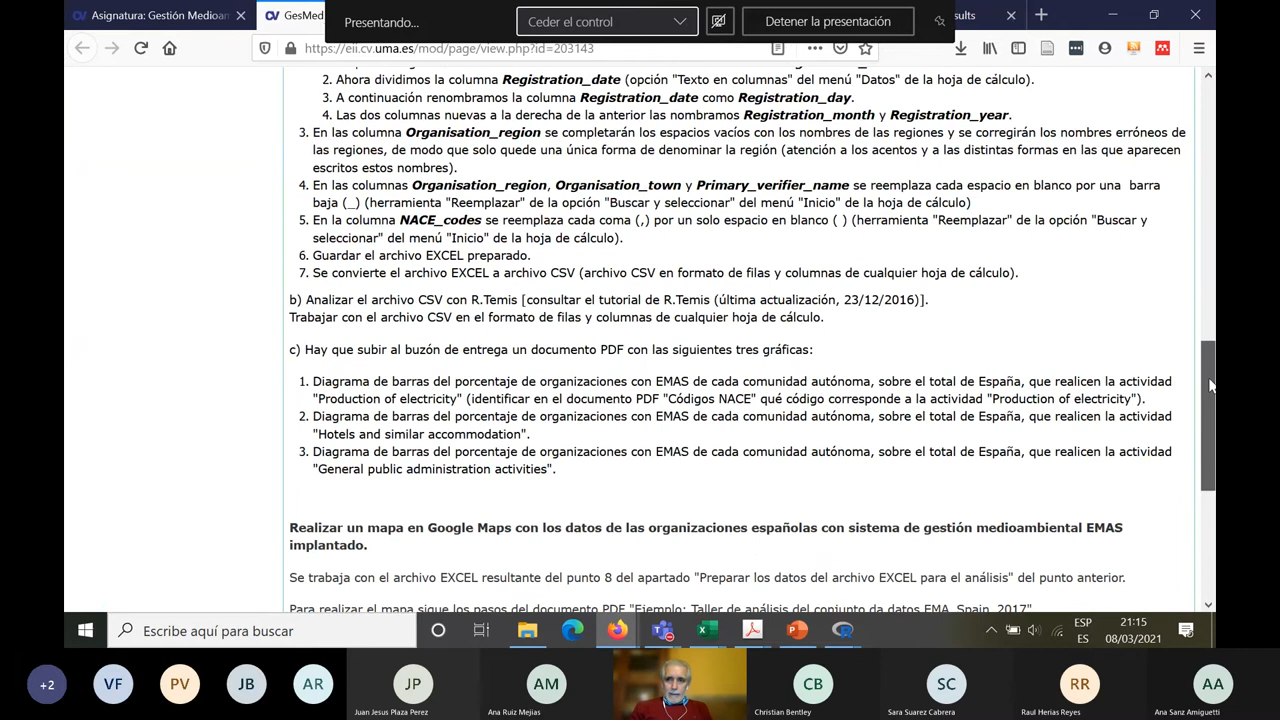 Asignatura: Gestión Medioan
GesMed
Presentando...
Ceder el control
Detener la presentación
sults
https://eii.cv.uma.es/mod/page/view.php?id=203143
2. Ahora dividimos la columna Registration_date (opción "Texto en columnas" del menú "Datos" de la hoja de cálculo).
3. A continuación renombramos la columna Registration_date como Registration_day.
4. Las dos columnas nuevas a la derecha de la anterior las nombramos Registration_month y Registration_year.
3. En las columna Organisation_region se completarán los espacios vacíos con los nombres de las regiones y se corregirán los nombres erróneos de
las regiones, de modo que solo quede una única forma de denominar la región (atención a los acentos y a las distintas formas en las que aparecen
escritos estos nombres).
4. En las columnas Organisation_region, Organisation_town y Primary_verifier_name se reemplaza cada espacio en blanco por una barra
baja (_) (herramienta "Reemplazar" de la opción "Buscar y seleccionar" del menú "Inicio" de la hoja de cálculo)
5. En la columna NACE_codes se reemplaza cada coma (,) por un solo espacio en blanco ( ) (herramienta "Reemplazar" de la opción "Buscar y
seleccionar" del menú "Inicio" de la hoja de cálculo).
6. Guardar el archivo EXCEL preparado.
7. Se convierte el archivo EXCEL a archivo CSV (archivo CSV en formato de filas y columnas de cualquier hoja de cálculo).
b) Analizar el archivo CSV con R.Temis [consultar el tutorial de R.Temis (última actualización, 23/12/2016)].
Trabajar con el archivo CSV en el formato de filas y columnas de cualquier hoja de cálculo.
c) Hay que subir al buzón de entrega un documento PDF con las siguientes tres gráficas:
1. Diagrama de barras del porcentaje de organizaciones con EMAS de cada comunidad autónoma, sobre el total de España, que realicen la actividad
"Production of electricity" (identificar en el documento PDF "Códigos NACE" qué código corresponde a la actividad "Production of electricity").
2. Diagrama de barras del porcentaje de organizaciones con EMAS de cada comunidad autónoma, sobre el total de España, que realicen la actividad
"Hotels and similar accommodation".
3. Diagrama de barras del porcentaje de organizaciones con EMAS de cada comunidad autónoma, sobre el total de España, que realicen la actividad
"General public administration activities".
Realizar un mapa en Google Maps con los datos de las organizaciones españolas con sistema de gestión medioambiental EMAS
implantado.
Se trabaja con el archivo EXCEL resultante del punto 8 del apartado "Preparar los datos del archivo EXCEL para el análisis" del punto anterior.
Para realizar el mapa sigue los pasos del documento PDF "Ejemplo: Taller de análisis del conjunto da datos EMA, Spain, 2017"
Escribe aquí para buscar
ESP
ES
21:15
08/03/2021
+2
VF
PV
JB
AR
JP
AM
CB
SC
RR
AA
Juan Jesus Plaza Perez
Ana Ruiz Mejias
Christian Bentley
Sara Suarez Cabrera
Raul Herias Reyes
Ana Sanz Amiguetti